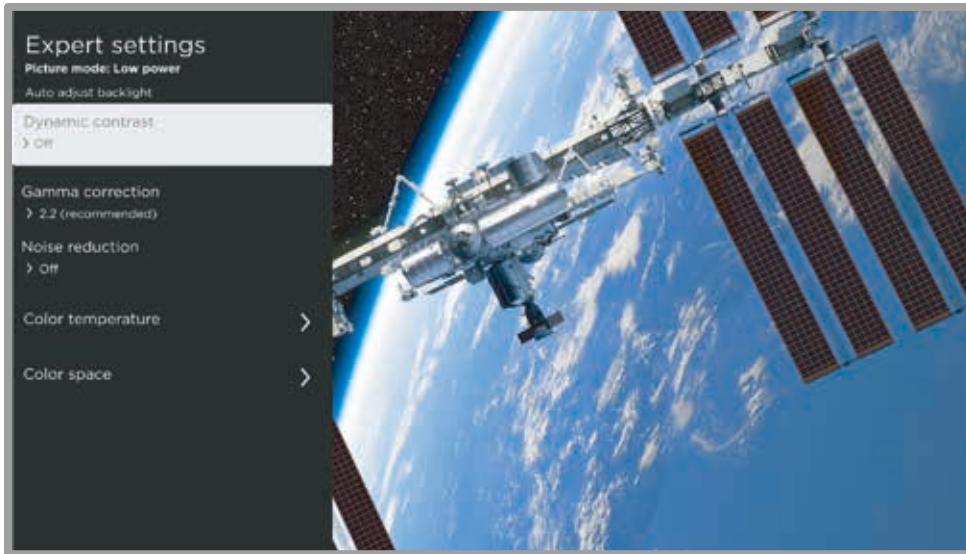 Expert settings
Picture mode: Low power
Auto adjust backlight
Dynamic contrast
Off
Gamma correction
2.2 (recommended)
Noise reduction
Off
Color temperature
Color space